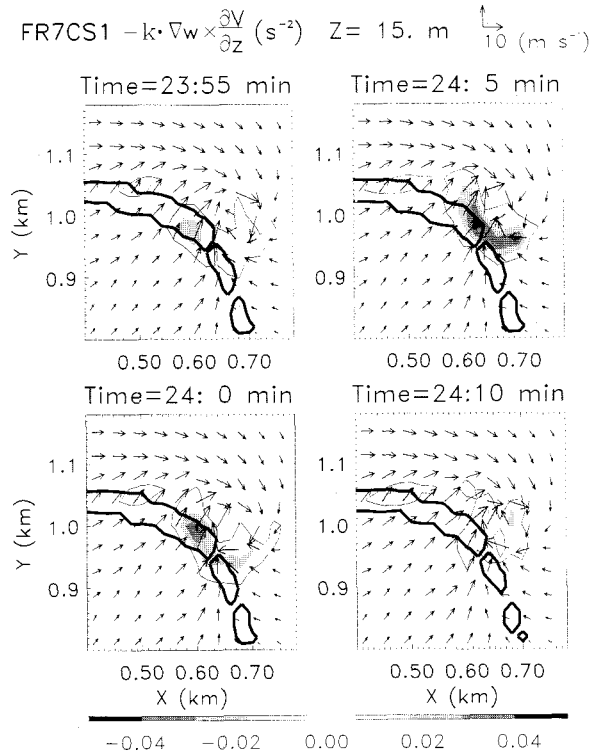 FR7CS1 −k·∇w×∂V/∂z (s⁻²) Z= 15. m 10 (m s⁻¹)
Time=23:55 min Time=24: 5 min
1.1
1.0
0.9
Y (km)
0.50 0.60 0.70 0.50 0.60 0.70
Time=24: 0 min Time=24:10 min
1.1
1.0
0.9
Y (km)
0.50 0.60 0.70 0.50 0.60 0.70
X (km) X (km)
−0.04 −0.02 0.00 0.02 0.04